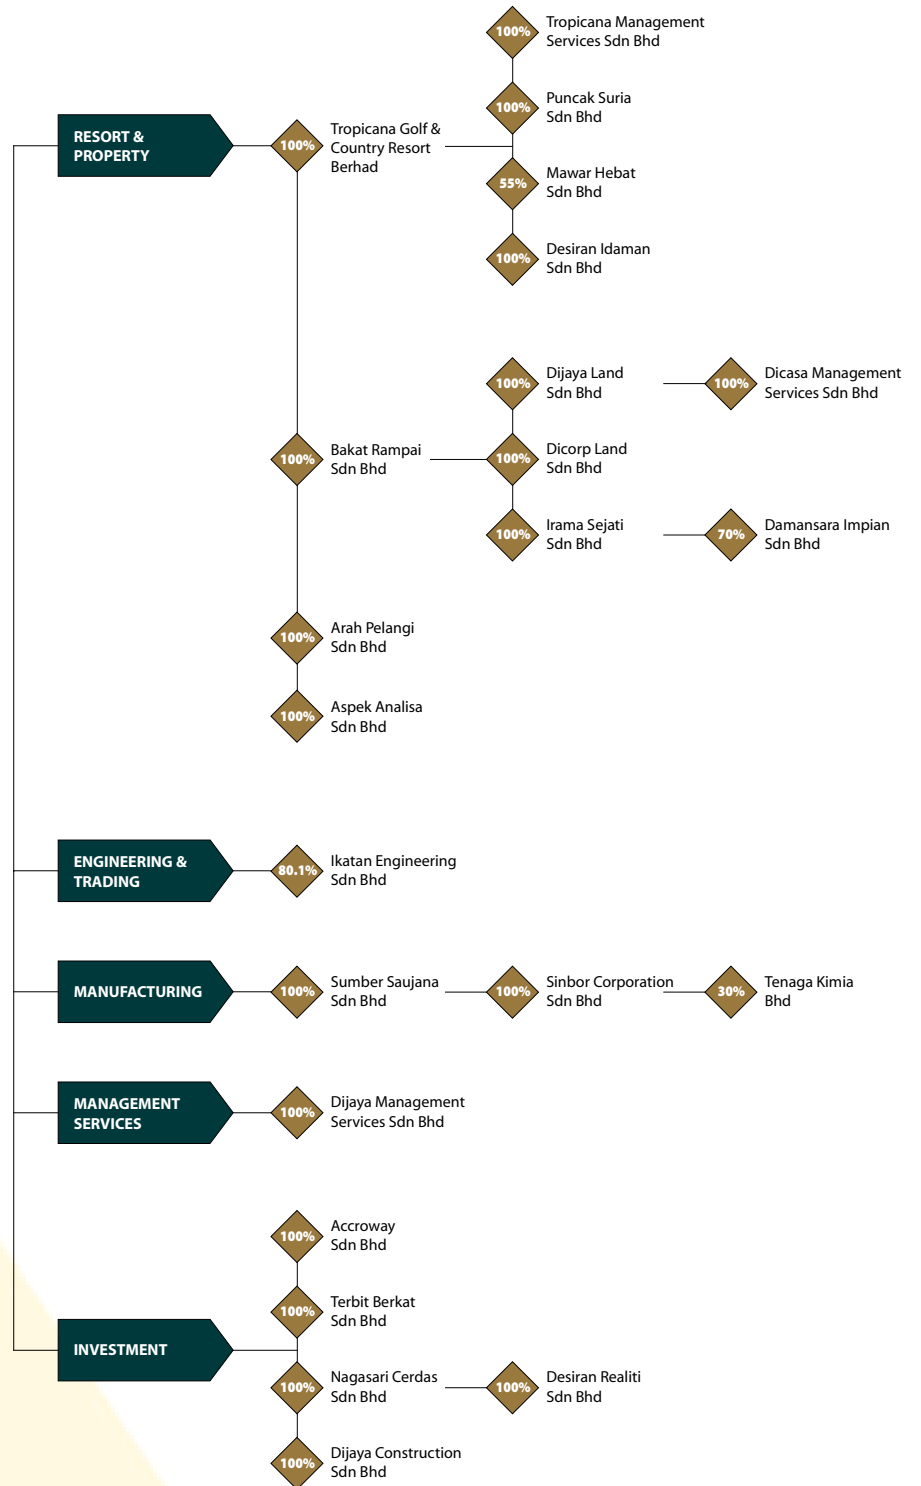 RESORT &
PROPERTY
100%
Tropicana Golf &
Country Resort
Berhad
100%
Tropicana Management
Services Sdn Bhd
100%
Puncak Suria
Sdn Bhd
55%
Mawar Hebat
Sdn Bhd
100%
Desiran Idaman
Sdn Bhd
100%
Bakat Rampai
Sdn Bhd
100%
Dijaya Land
Sdn Bhd
100%
Dicasa Management
Services Sdn Bhd
100%
Dicorp Land
Sdn Bhd
100%
Irama Sejati
Sdn Bhd
70%
Damansara Impian
Sdn Bhd
100%
Arah Pelangi
Sdn Bhd
100%
Aspek Analisa
Sdn Bhd
ENGINEERING &
TRADING
80.1%
Ikatan Engineering
Sdn Bhd
MANUFACTURING
100%
Sumber Saujana
Sdn Bhd
100%
Sinbor Corporation
Sdn Bhd
30%
Tenaga Kimia
Bhd
MANAGEMENT
SERVICES
100%
Dijaya Management
Services Sdn Bhd
INVESTMENT
100%
Accroway
Sdn Bhd
100%
Terbit Berkat
Sdn Bhd
100%
Nagasari Cerdas
Sdn Bhd
100%
Desiran Realiti
Sdn Bhd
100%
Dijaya Construction
Sdn Bhd